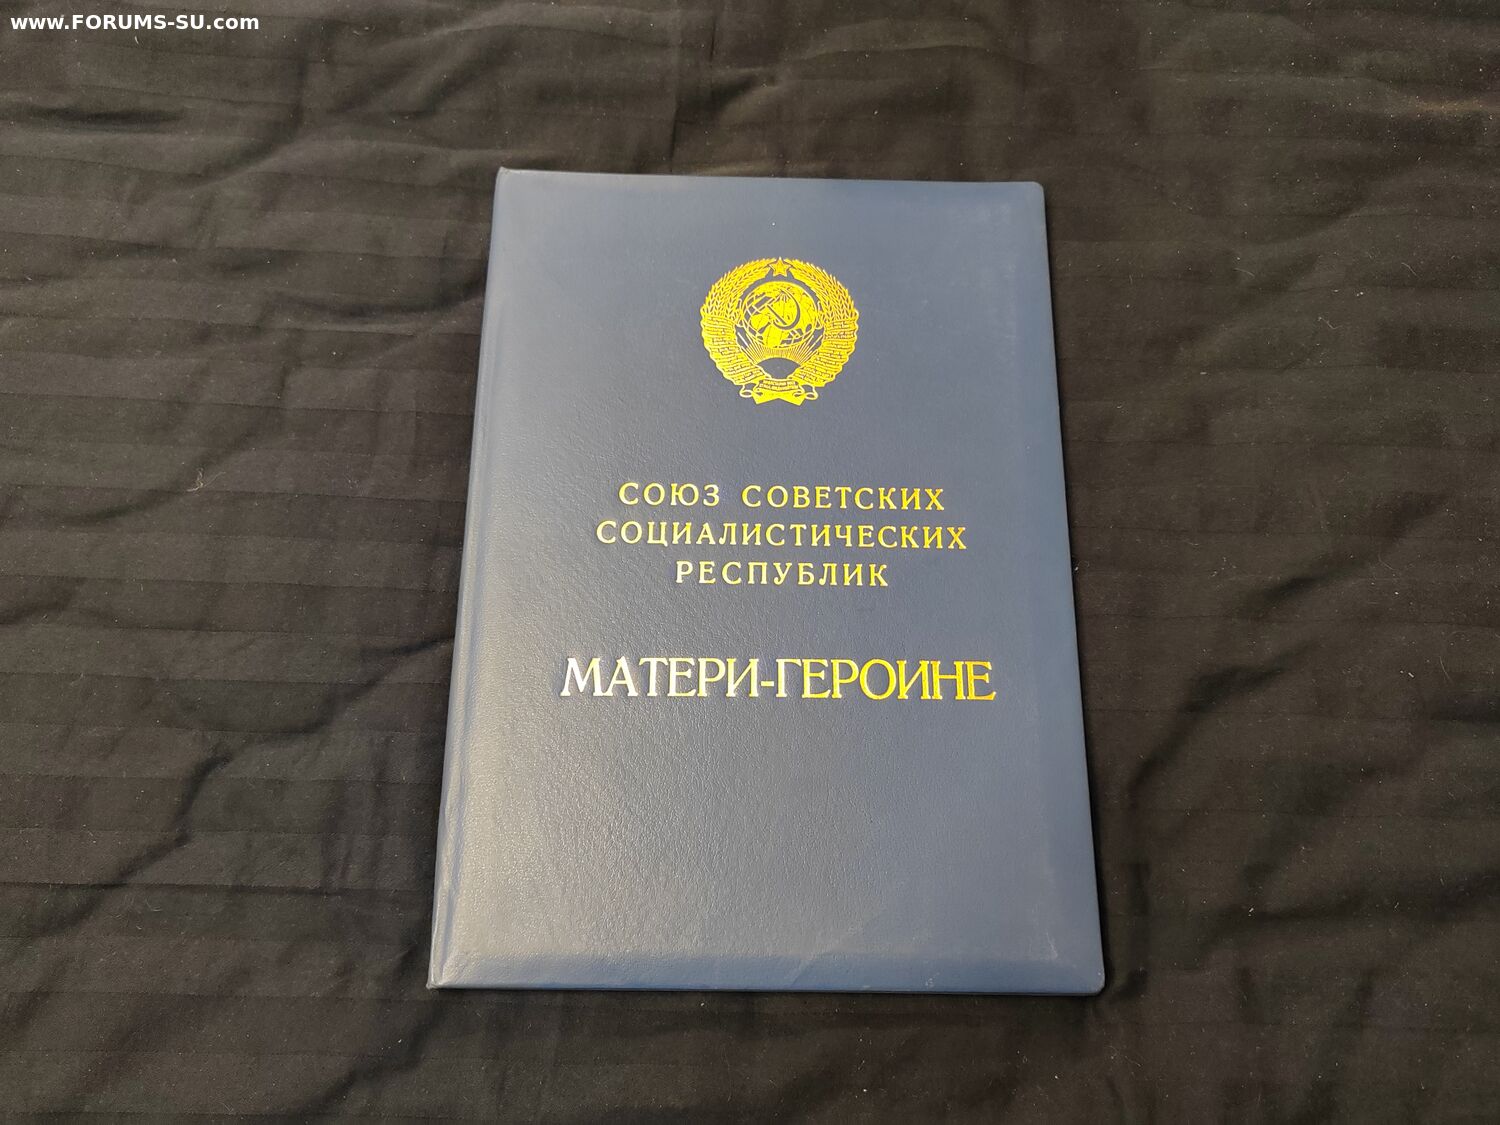 www.FORUMS-SU.com
СОЮЗ СОВЕТСКИХ
СОЦИАЛИСТИЧЕСКИХ
РЕСПУБЛИК
МАТЕРИ-ГЕРОИНЕ